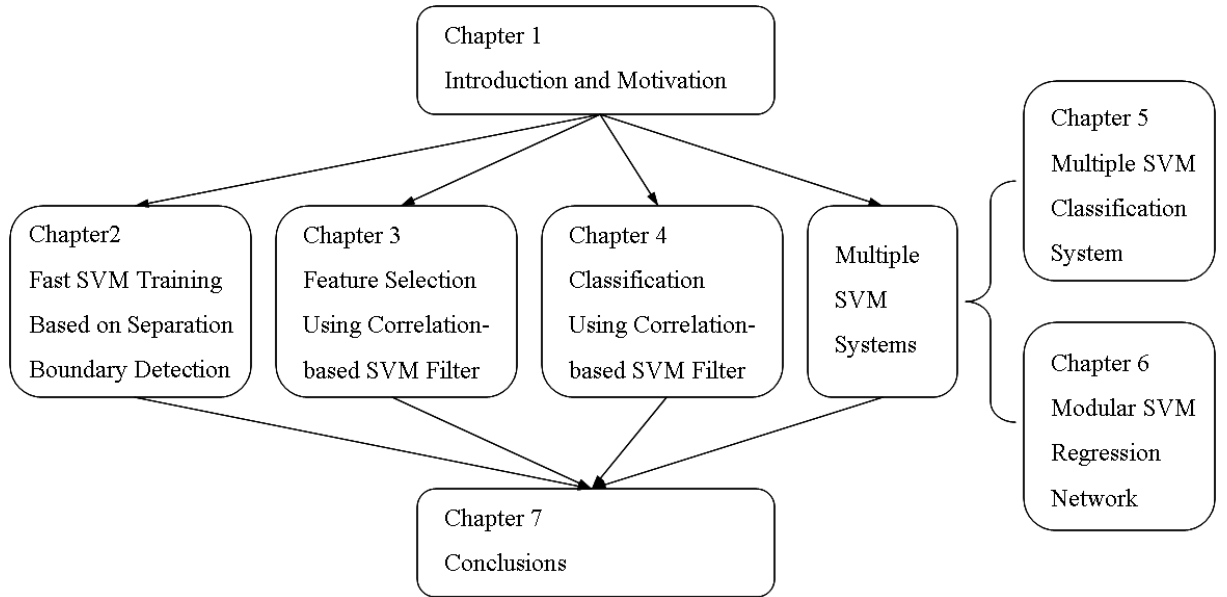 Chapter 1
Introduction and Motivation
Chapter2
Fast SVM Training
Based on Separation
Boundary Detection
Chapter 3
Feature Selection
Using Correlation-
based SVM Filter
Chapter 4
Classification
Using Correlation-
based SVM Filter
Multiple
SVM
Systems
Chapter 5
Multiple SVM
Classification
System
Chapter 6
Modular SVM
Regression
Network
Chapter 7
Conclusions